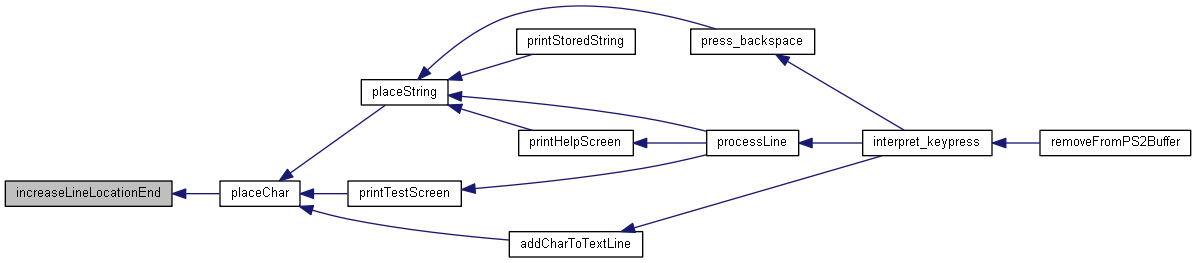 printStoredString
press_backspace
placeString
printHelpScreen
processLine
interpret_keypress
removeFromPS2Buffer
increaseLineLocationEnd
placeChar
printTestScreen
addCharToTextLine